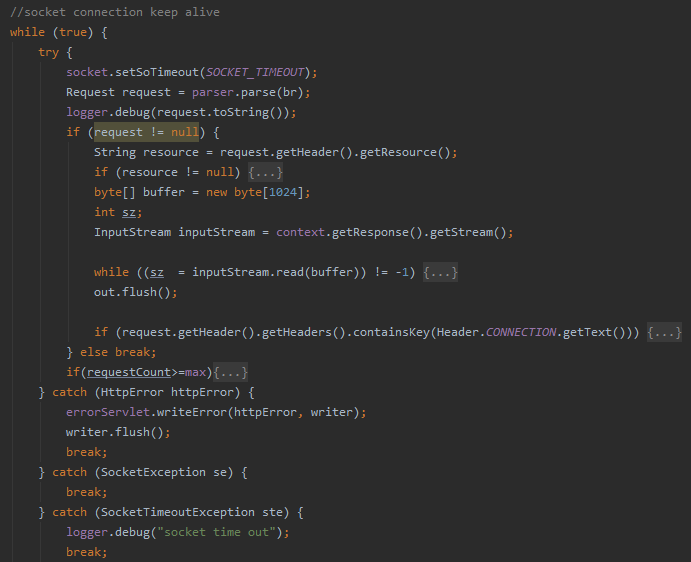 //socket connection keep alive
while (true) {
try {
socket.setSoTimeout(SOCKET_TIMEOUT);
Request request = parser.parse(br);
logger.debug(request.toString());
if (request != null) {
String resource = request.getHeader().getResource();
if (resource != null) {...}
byte[] buffer = new byte[1024];
int sz;
InputStream inputStream = context.getResponse().getStream();
while ((sz  = inputStream.read(buffer)) != -1) {...}
out.flush();
if (request.getHeader().getHeaders().containsKey(Header.CONNECTION.getText())) {...}
} else break;
if(requestCount>=max){...}
} catch (HttpError httpError) {
errorServlet.writeError(httpError, writer);
writer.flush();
break;
} catch (SocketException se) {
break;
} catch (SocketTimeoutException ste) {
logger.debug("socket time out");
break;